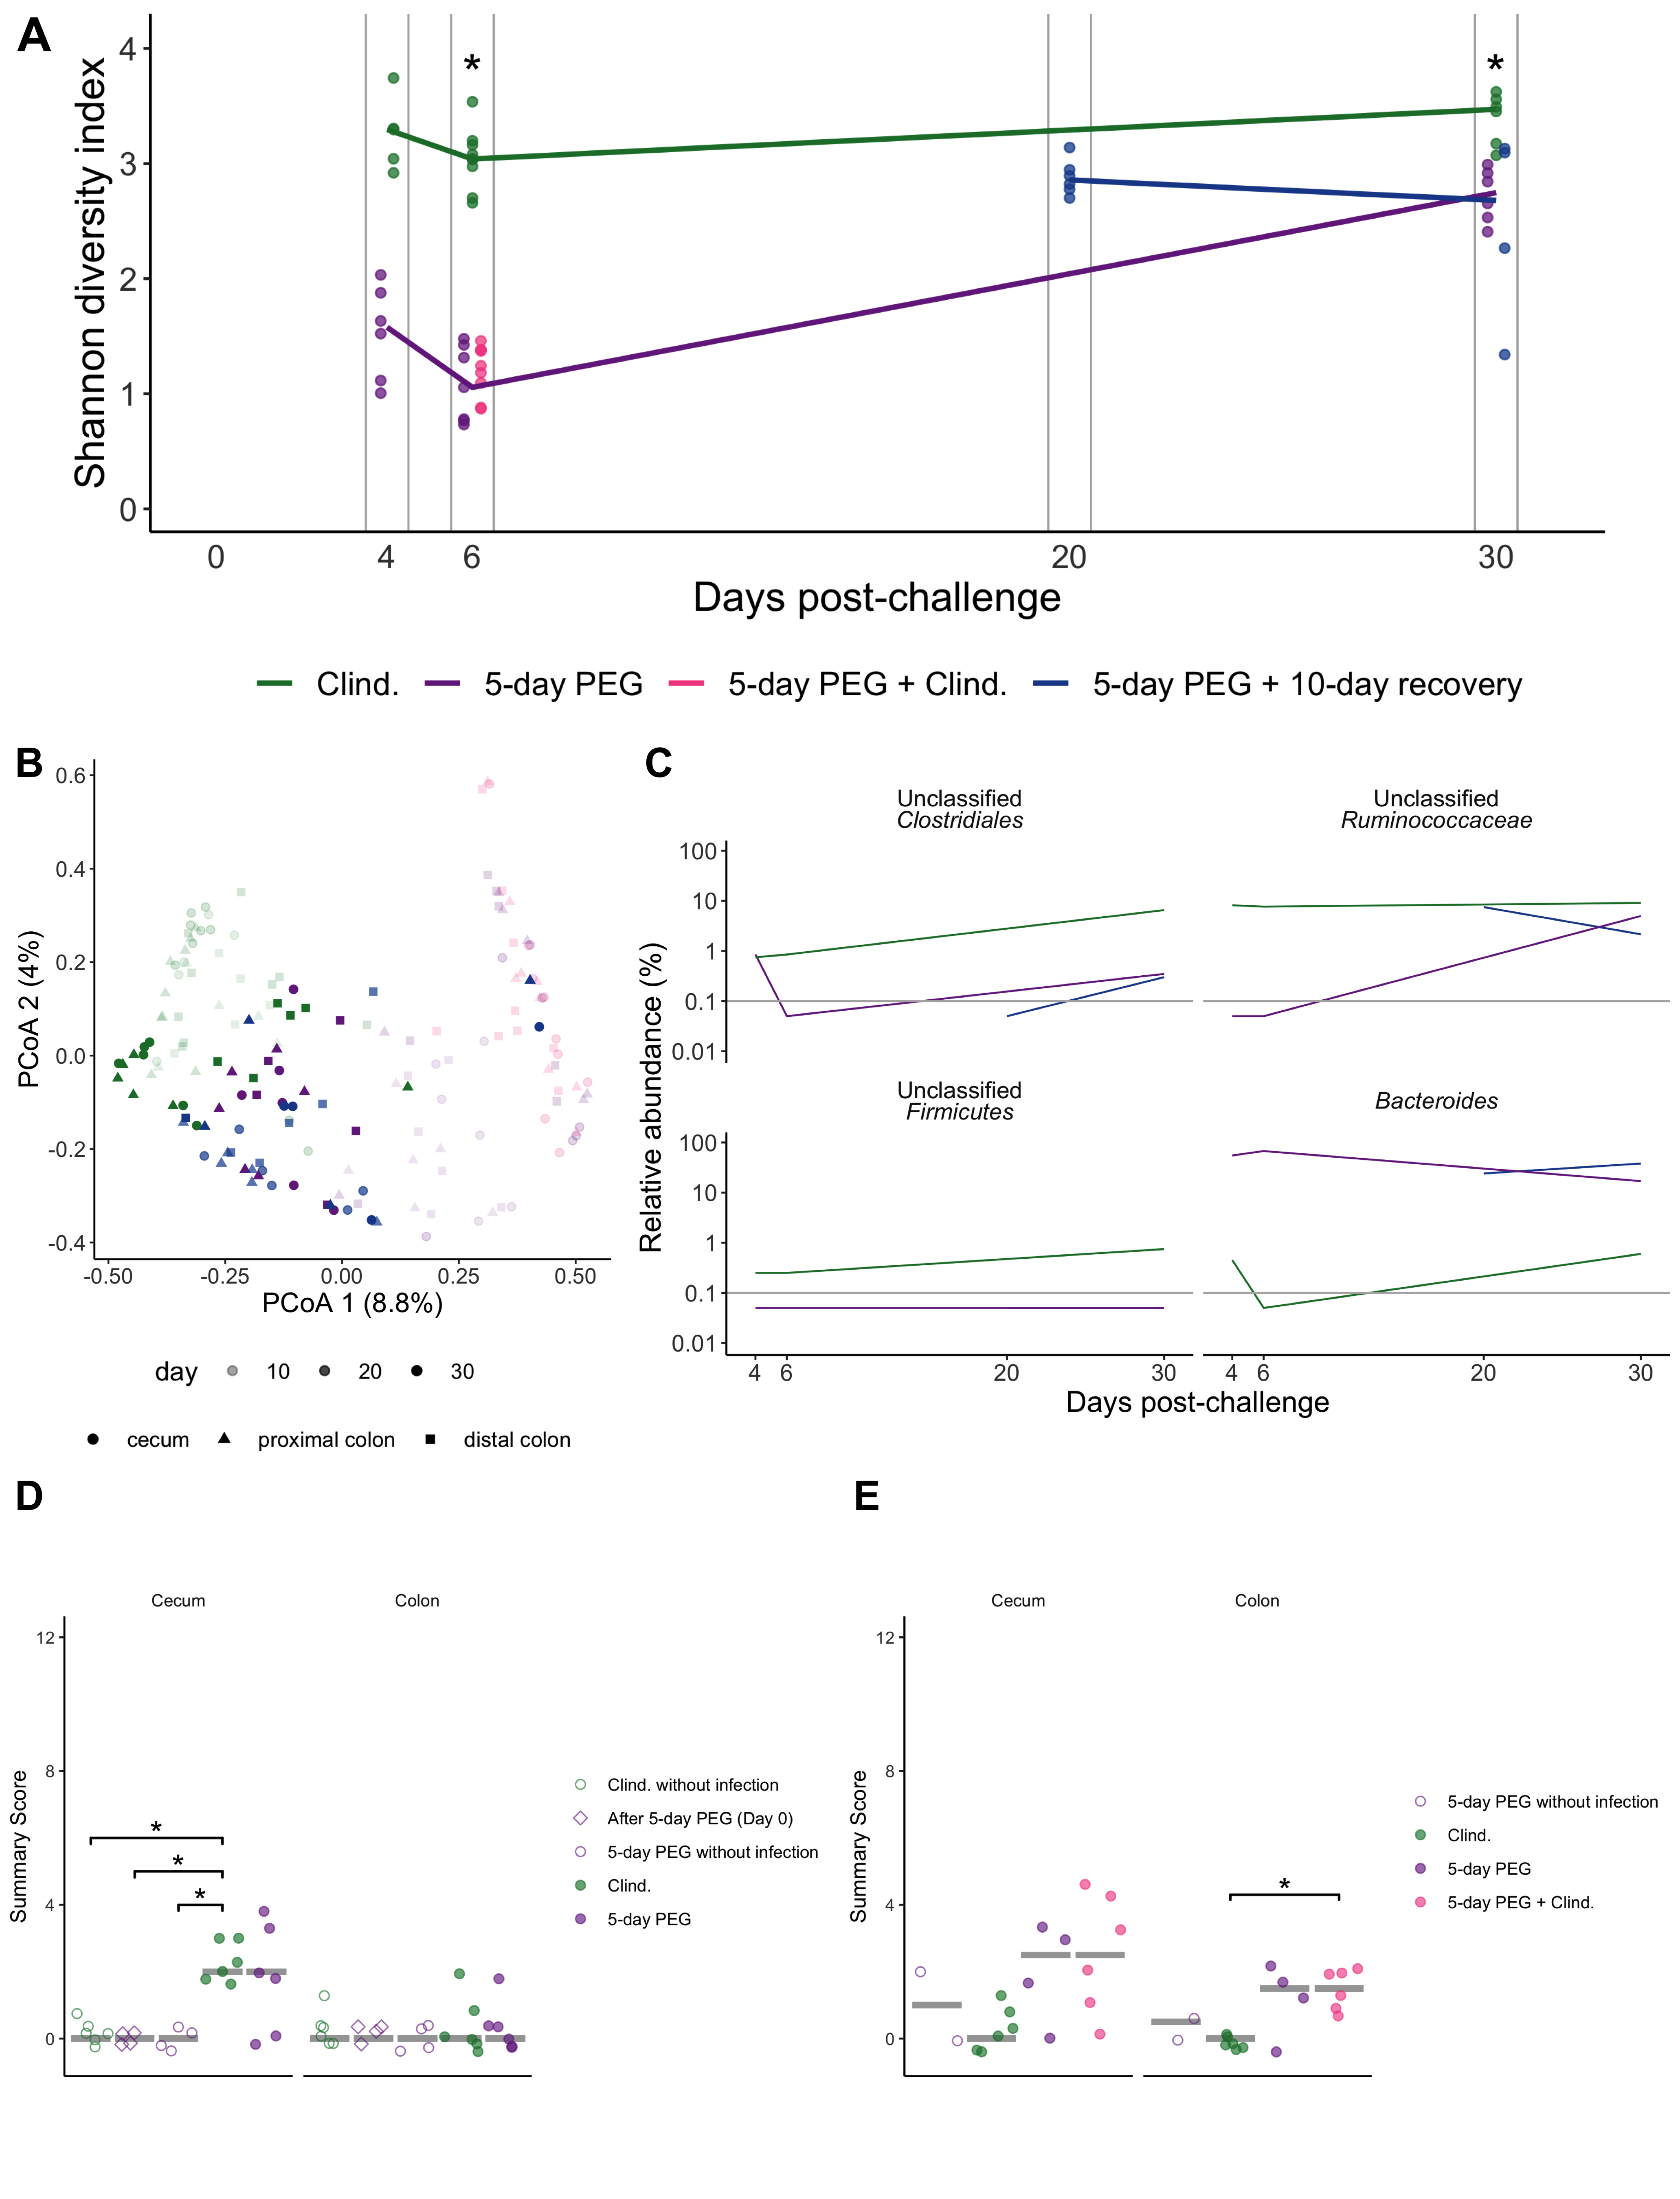 A
Shannon diversity index
4
3
2
1
0
*
*
0 4 6 20 30
Days post-challenge
Clind. 5-day PEG 5-day PEG + Clind. 5-day PEG + 10-day recovery
B
PCoA 2 (4%)
0.6
0.4
0.2
0.0
-0.2
-0.4
-0.50 -0.25 0.00 0.25 0.50
PCoA 1 (8.8%)
day 10 20 30
cecum proximal colon distal colon
C
Relative abundance (%)
Unclassified
Clostridiales
Unclassified
Ruminococcaceae
100
10
1
0.1
0.01
Unclassified
Firmicutes
Bacteroides
100
10
1
0.1
0.01
4 6 20 30
4 6 20 30
Days post-challenge
D
Cecum Colon
Summary Score
12
8
4
0
*
*
*
Clind. without infection
After 5-day PEG (Day 0)
5-day PEG without infection
Clind.
5-day PEG
E
Cecum Colon
Summary Score
12
8
4
0
*
5-day PEG without infection
Clind.
5-day PEG
5-day PEG + Clind.